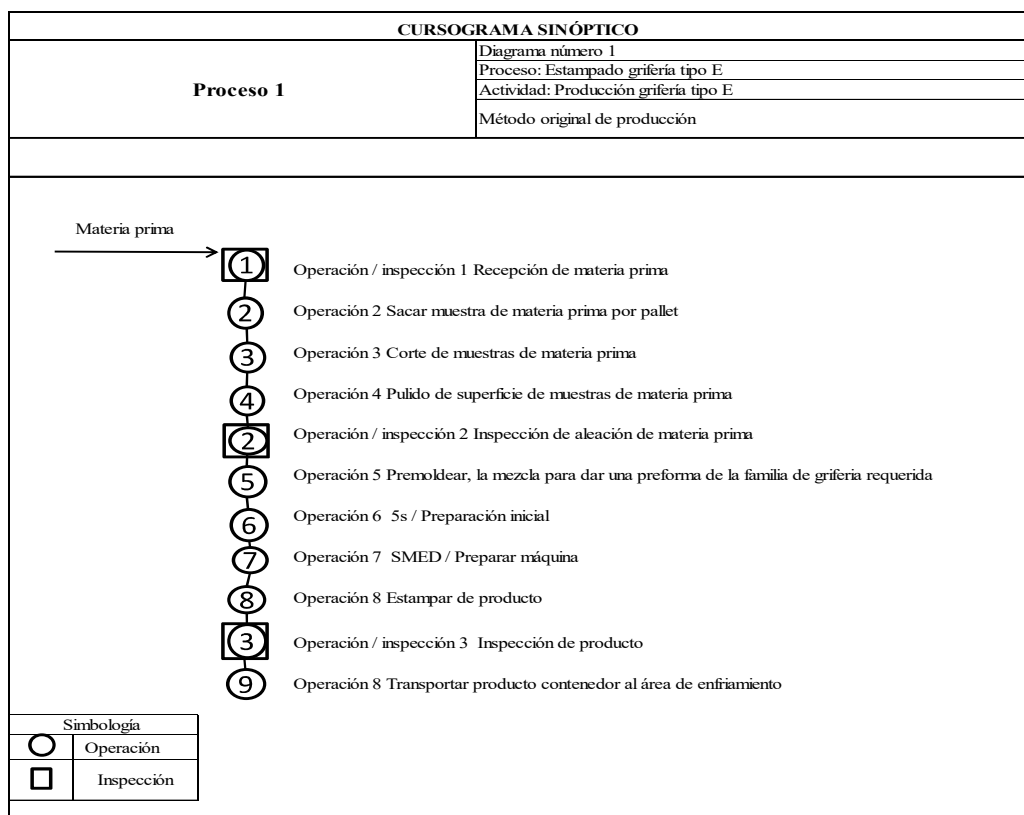 CURSOGRAMA SINÓPTICO
Proceso 1
Diagrama número 1
Proceso: Estampado grifería tipo E
Actividad: Producción grifería tipo E
Método original de producción
Materia prima
1
Operación / inspección 1 Recepción de materia prima
2
Operación 2 Sacar muestra de materia prima por pallet
3
Operación 3 Corte de muestras de materia prima
4
Operación 4 Pulido de superficie de muestras de materia prima
2
Operación / inspección 2 Inspección de aleación de materia prima
5
Operación 5 Premoldear, la mezcla para dar una preforma de la familia de griferia requerida
6
Operación 6 5s / Preparación inicial
7
Operación 7 SMED / Preparar máquina
8
Operación 8 Estampar de producto
3
Operación / inspección 3 Inspección de producto
9
Operación 8 Transportar producto contenedor al área de enfriamiento
Simbología
Operación
Inspección